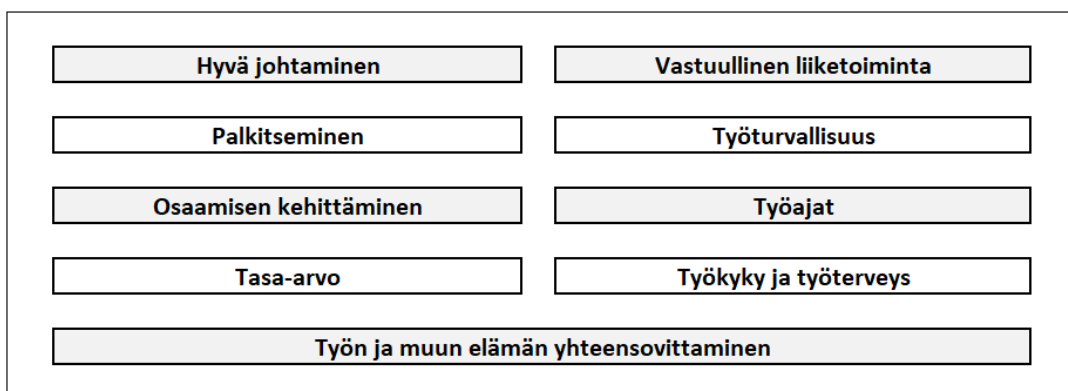 Hyvä johtaminen
Vastuullinen liiketoiminta
Palkitseminen
Työturvallisuus
Osaamisen kehittäminen
Työajat
Tasa-arvo
Työkyky ja työterveys
Työn ja muun elämän yhteensovittaminen